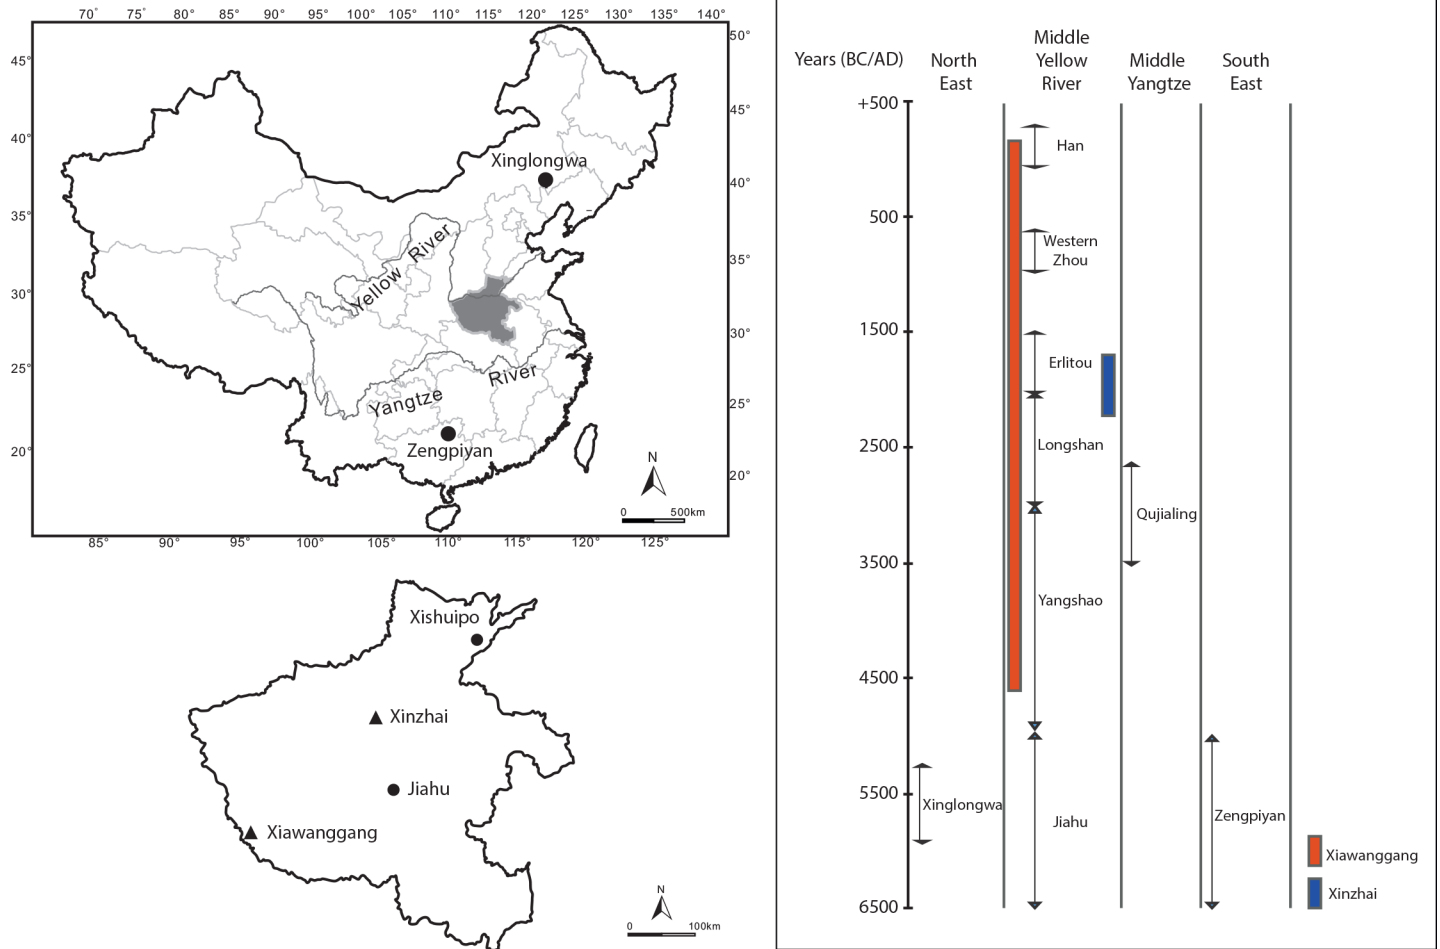 70° 75° 80° 85° 90° 95° 100° 105° 110° 115° 120° 125° 130° 135° 140°
45°
40°
35°
30°
25°
20°
50°
45°
40°
35°
30°
25°
20°
85° 90° 95° 100° 105° 110° 115° 120° 125°
Xinglongwa
Yellow River
Yangtze River
Zengpiyan
N
0 500km
Xishuipo
Xinzhai
Jiahu
Xiawanggang
N
0 100km
Years (BC/AD)
North
East
Middle
Yellow
River
Middle
Yangtze
South
East
+500
500
1500
2500
3500
4500
5500
6500
Han
Western
Zhou
Erlitou
Longshan
Qujialing
Yangshao
Xinglongwa
Jiahu
Zengpiyan
Xiawanggang
Xinzhai